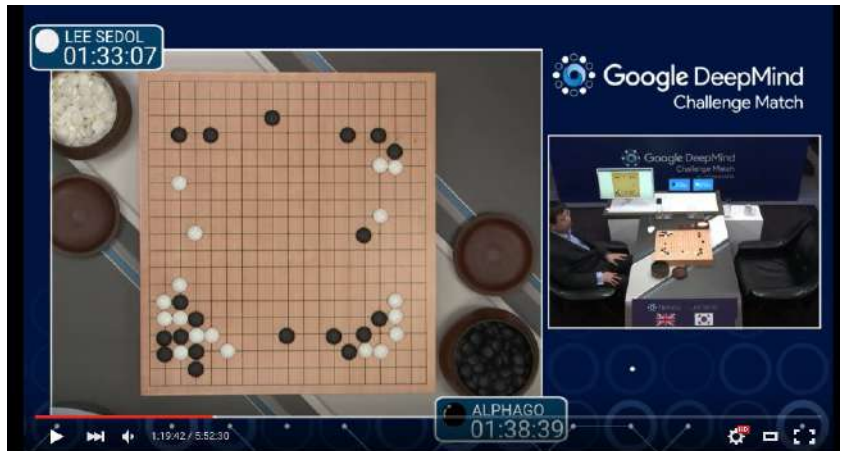 LEE SEDOL
01:33:07
Google DeepMind
Challenge Match
Google DeepMind
Challenge Match
ALPHAGO
01:38:39
1:19:42 / 5:52:30
HD